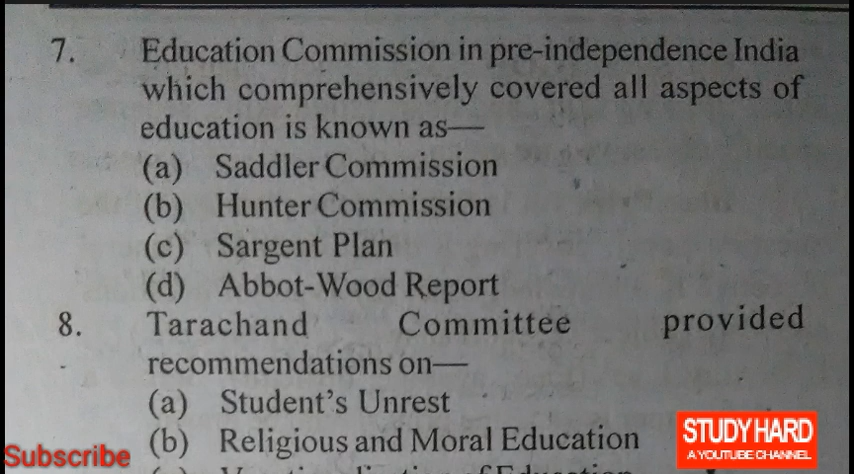 7. Education Commission in pre-independence India
which comprehensively covered all aspects of
education is known as—
(a) Saddler Commission
(b) Hunter Commission
(c) Sargent Plan
(d) Abbot-Wood Report
8. Tarachand Committee provided
recommendations on—
(a) Student's Unrest
(b) Religious and Moral Education
STUDY HARD
A YOUTUBE CHANNEL
Subscribe